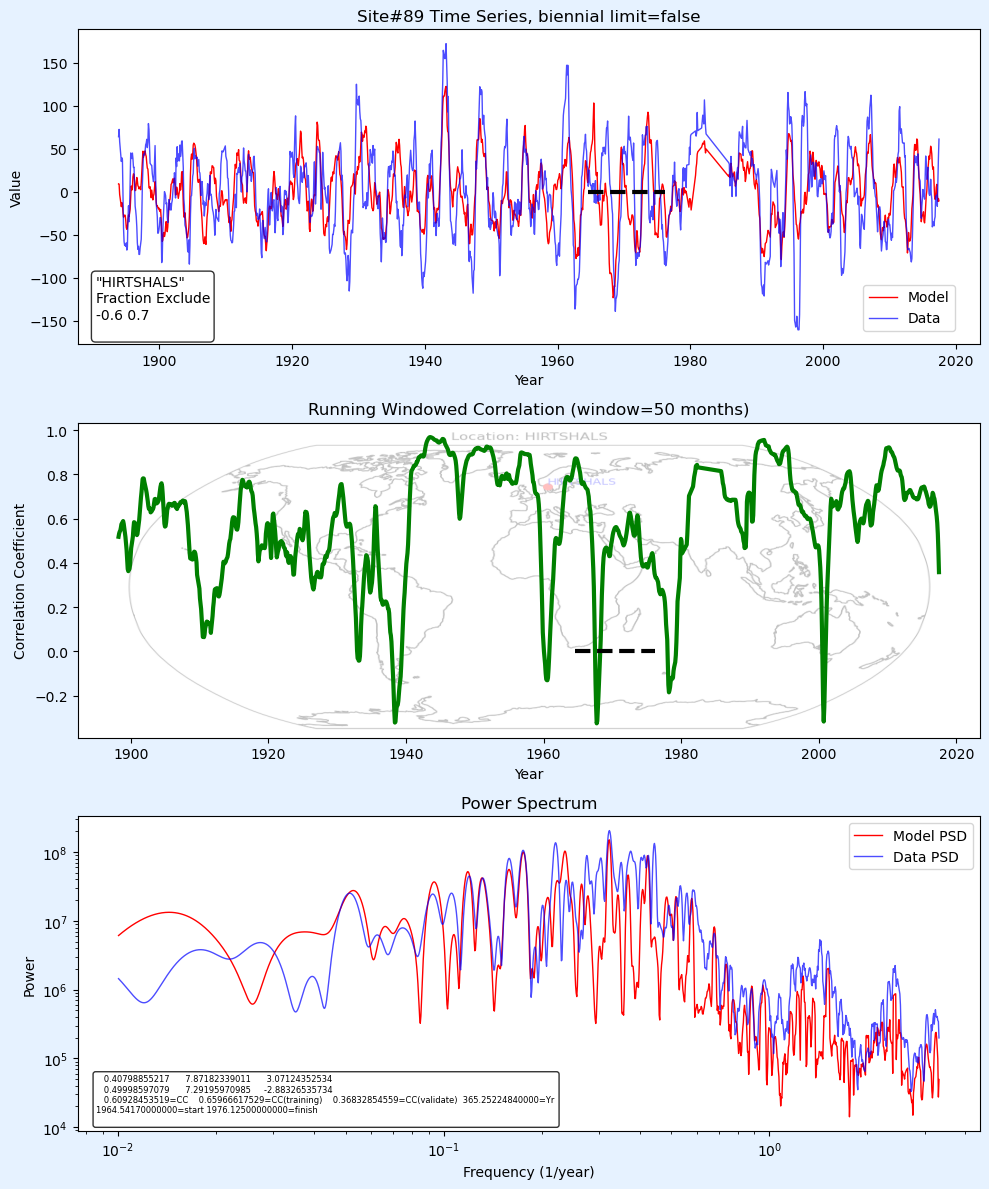 Site#89 Time Series, biennial limit=false
150
100
50
0
−50
−100
−150
Value
"HIRTSHALS"
Fraction Exclude
-0.6 0.7
Model
Data
1900
1920
1940
1960
1980
2000
2020
Year
Running Windowed Correlation (window=50 months)
1.0
0.8
0.6
0.4
0.2
0.0
−0.2
Correlation Coefficient
Location: HIRTSHALS
HIRTSHALS
1900
1920
1940
1960
1980
2000
2020
Year
Power Spectrum
10^8
10^7
10^6
10^5
10^4
Power
Model PSD
Data PSD
0.40798855217 7.87182339011 3.07124352534
0.49998597079 7.29195970985 -2.88326535734
0.60928453519=CC 0.65966617529=CC(training) 0.36832854559=CC(validate) 365.25224840000=Yr
1964.54170000000=start 1976.12500000000=finish
10^−2
10^−1
10^0
Frequency (1/year)